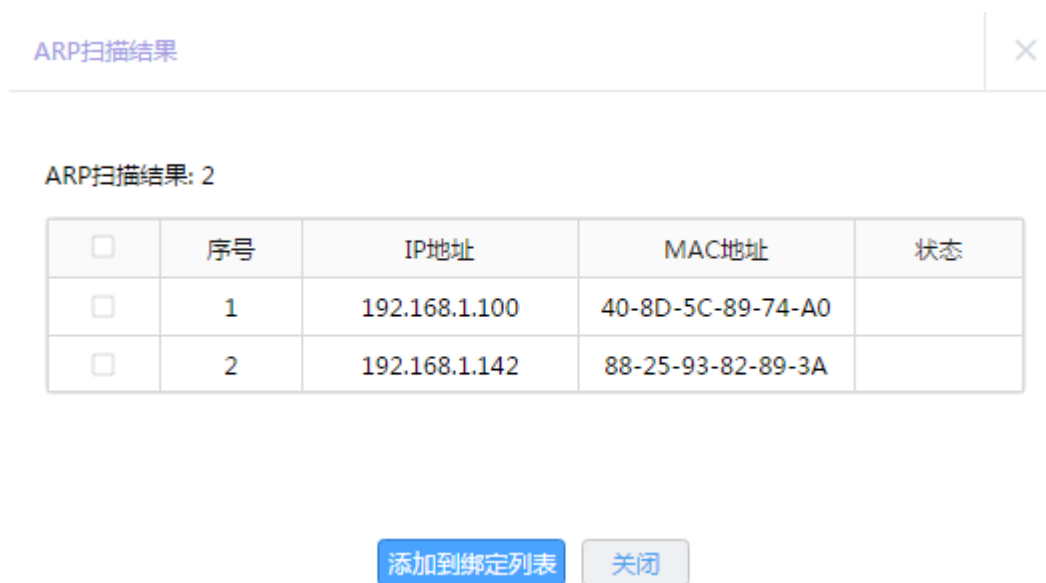 ARP扫描结果
ARP扫描结果: 2
序号 IP地址 MAC地址 状态
1 192.168.1.100 40-8D-5C-89-74-A0
2 192.168.1.142 88-25-93-82-89-3A
添加到绑定列表 关闭